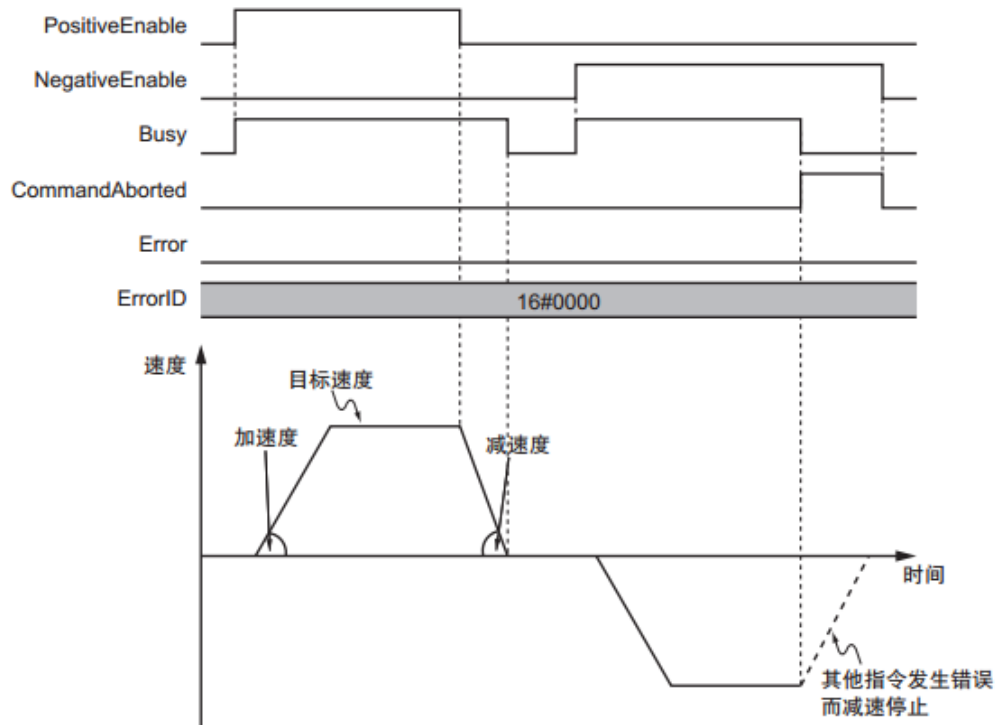 PositiveEnable
NegativeEnable
Busy
CommandAborted
Error
ErrorID
16#0000
速度
目标速度
加速度
减速度
时间
其他指令发生错误
而减速停止